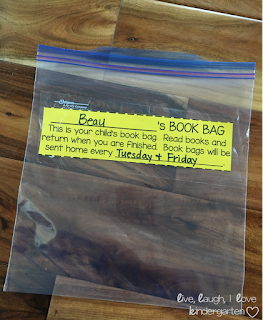 Beau 's BOOK BAG
This is your child's book bag. Read books and
return when you are finished. Book bags will be
sent home every Tuesday + Friday
live, laugh, I love
kindergarten!